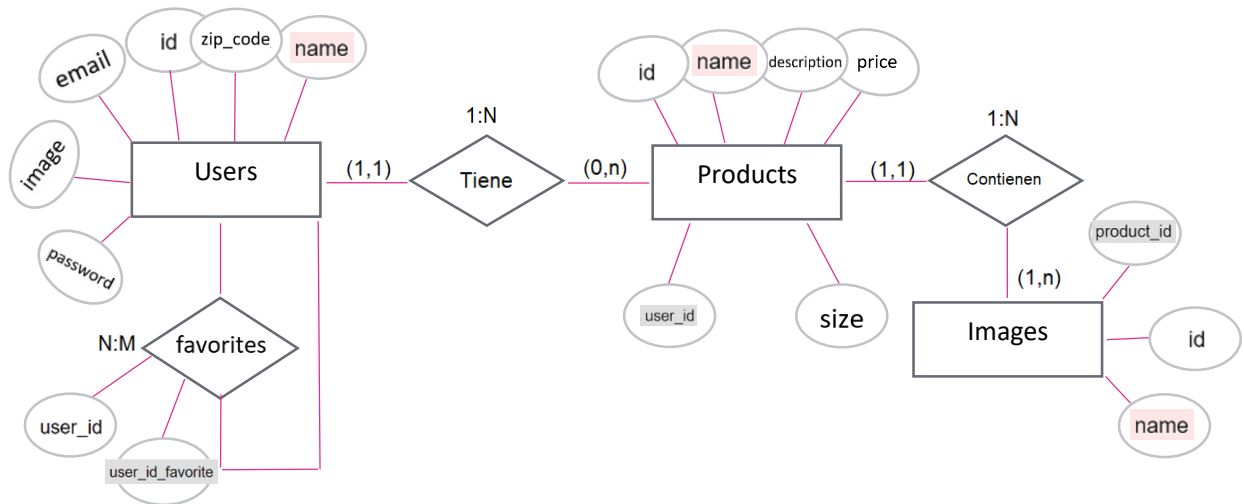 email
id
zip_code
name
image
password
Users
(1,1)
1:N
Tiene
(0,n)
id
name
description
price
Products
(1,1)
1:N
Contienen
(1,n)
user_id
size
product_id
Images
id
name
N:M
favorites
user_id
user_id_favorite